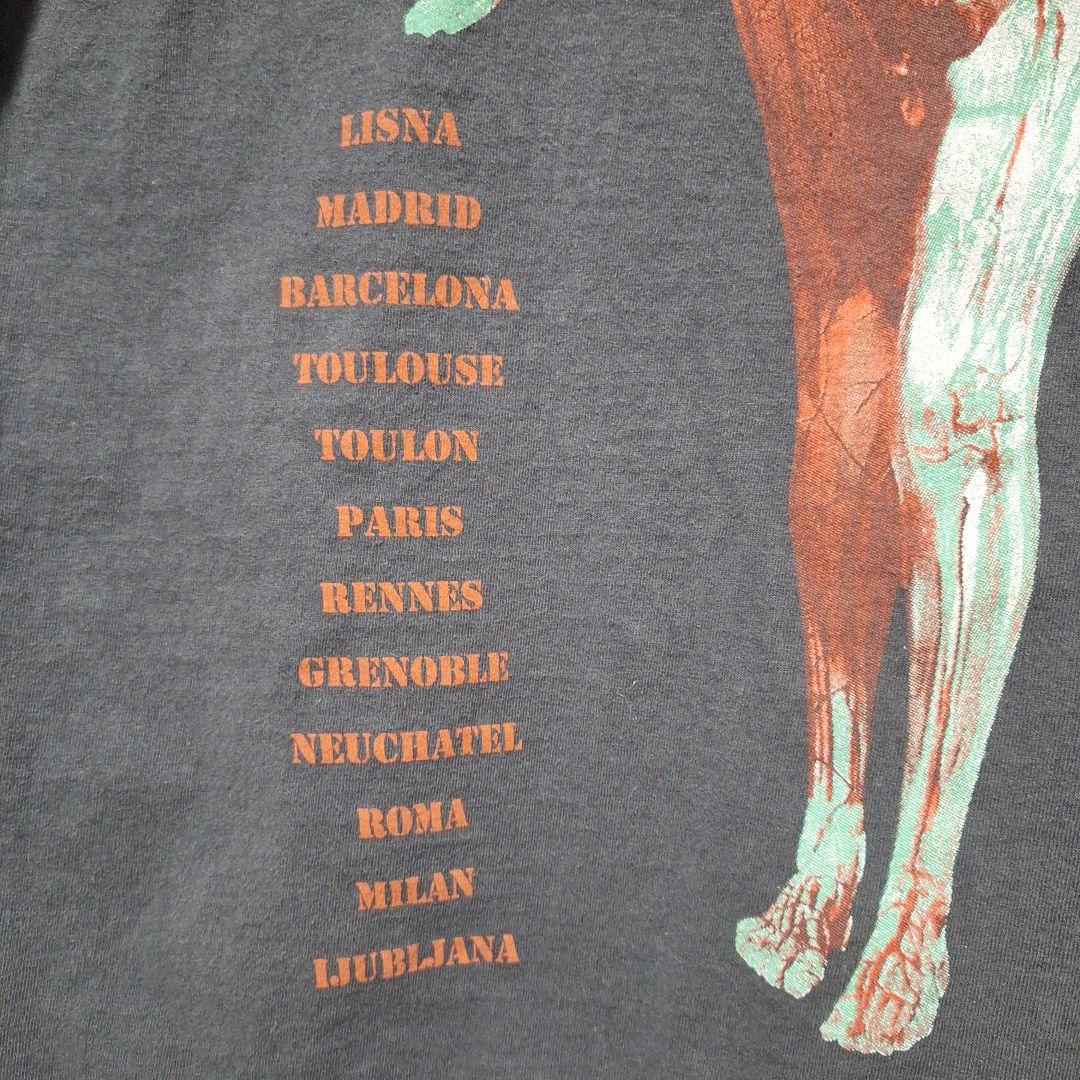 LISNA
MADRID
BARCELONA
TOULOUSE
TOULON
PARIS
RENNES
GRENOBLE
NEUCHATEL
ROMA
MILAN
IJUBLJANA